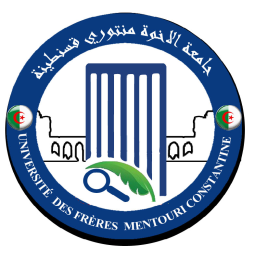 جامعة الاخوة منتوري قسنطينة
UNIVERSITÉ DES FRÈRES MENTOURI CONSTANTINE